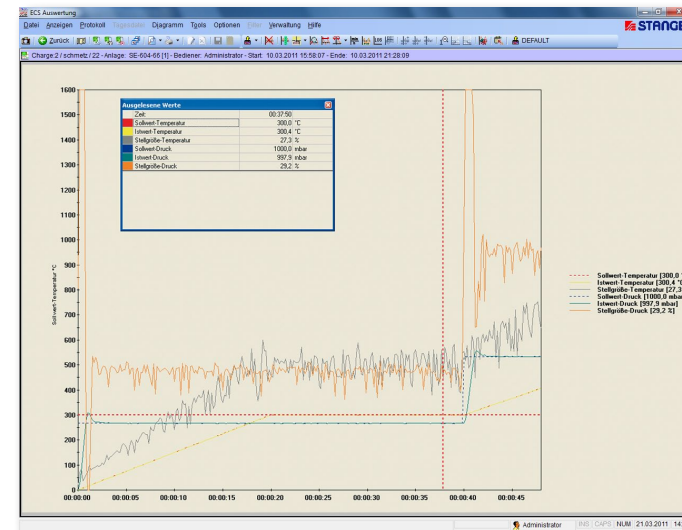 ECS Auswertung
Datei Anzeigen Protokoll Tagesdatei Diagramm Tools Optionen Filter Verwaltung Hilfe
STANGE
Zurück DEFAULT
Charge:2 / schmetz / 22 - Anlage: SE-604-66 [1] - Bediener: Administrator - Start: 10.03.2011 15:58:07 - Ende: 10.03.2011 21:28:09
Ausgelesene Werte
Zeit: 00:37:50
Sollwert-Temperatur 300,0 °C
Istwert-Temperatur 300,4 °C
Stellgröße-Temperatur 27,3 %
Sollwert-Druck 1000,0 mbar
Istwert-Druck 997,9 mbar
Stellgröße-Druck 29,2 %
1600
1500
1400
1300
1200
1100
1000
900
800
700
600
500
400
300
200
100
0
Sollwert-Temperatur °C
00:00:00 00:00:05 00:00:10 00:00:15 00:00:20 00:00:25 00:00:30 00:00:35 00:00:40 00:00:45
Sollwert-Temperatur [300,0 °
Istwert-Temperatur [300,4 °C
Stellgröße-Temperatur [27,3
Sollwert-Druck [1000,0 mbar
Istwert-Druck [997,9 mbar]
Stellgröße-Druck [29,2 %]
Administrator INS CAPS NUM 21.03.2011 14